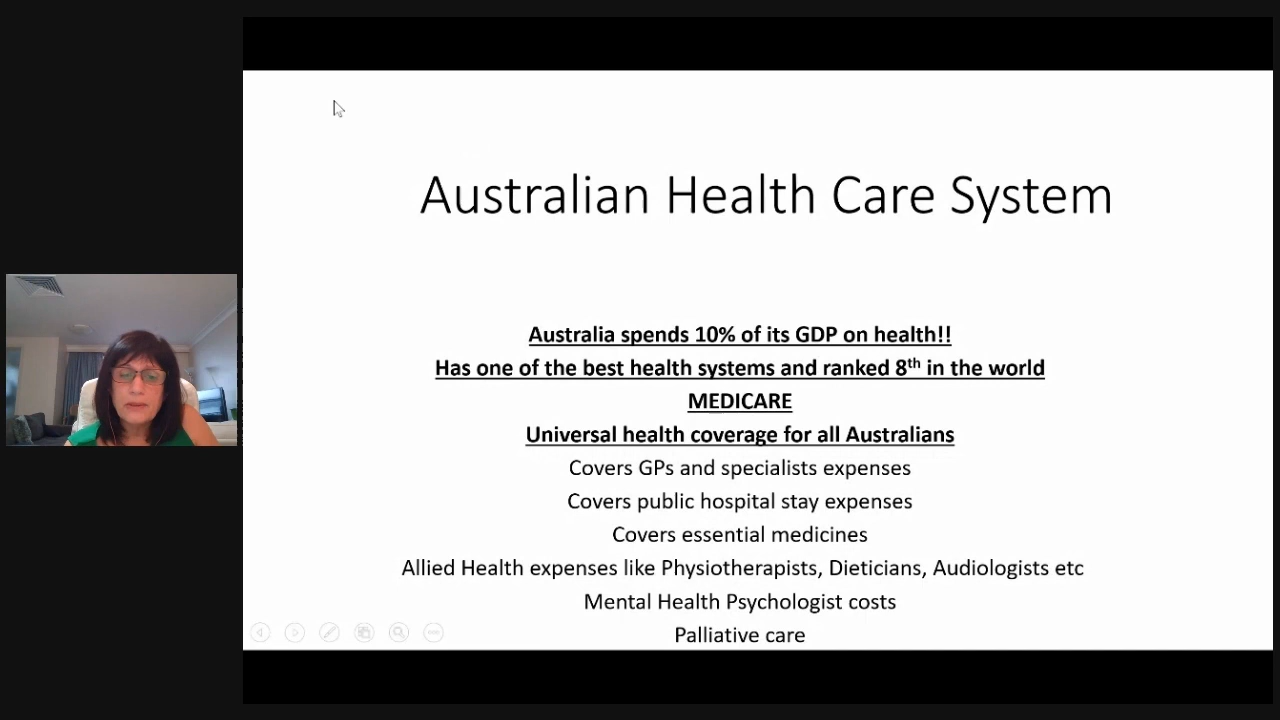 Australian Health Care System
Australia spends 10% of its GDP on health!!
Has one of the best health systems and ranked 8th in the world
MEDICARE
Universal health coverage for all Australians
Covers GPs and specialists expenses
Covers public hospital stay expenses
Covers essential medicines
Allied Health expenses like Physiotherapists, Dieticians, Audiologists etc
Mental Health Psychologist costs
Palliative care